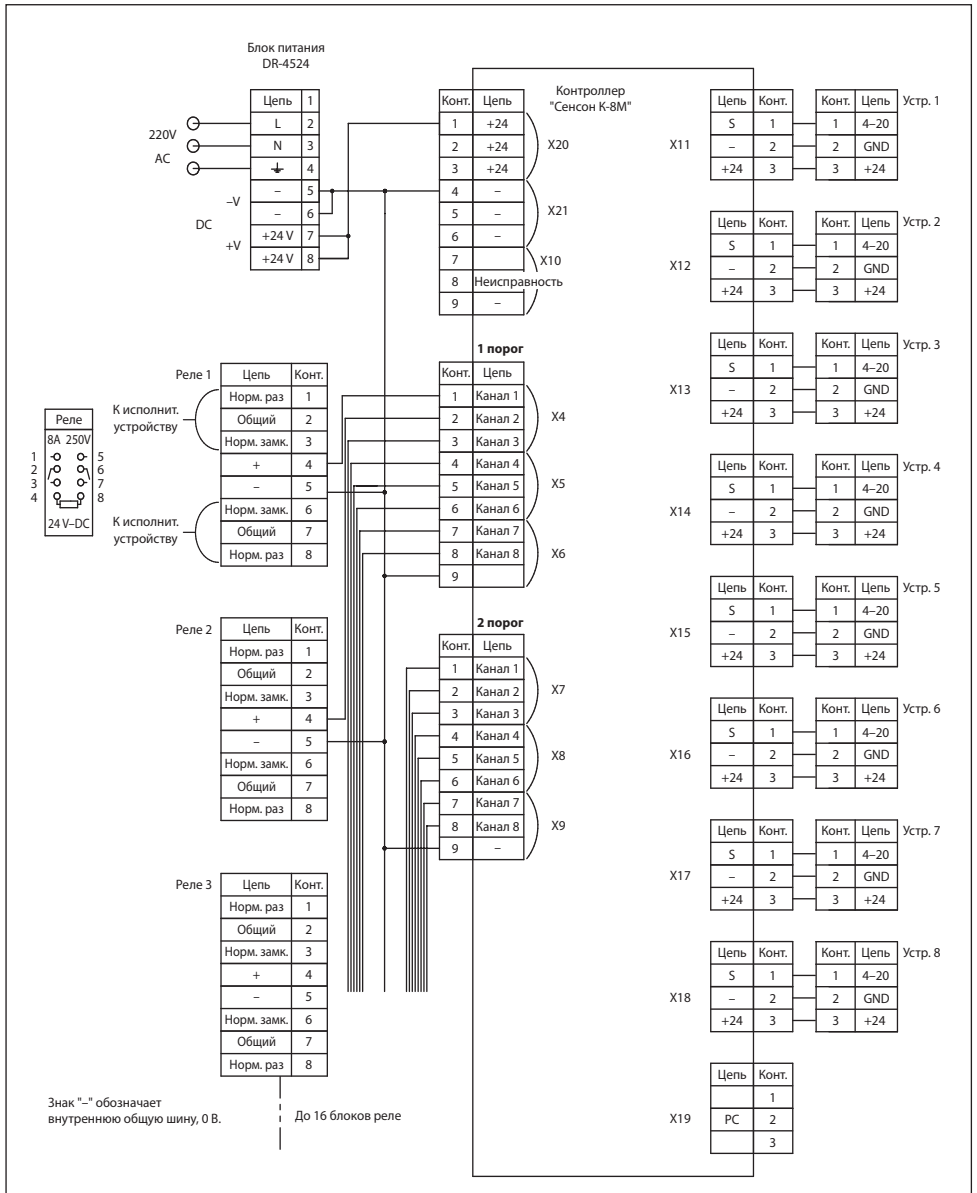 Блок питания
DR-4524
Цепь 1
L 2
N 3
4
– 5
– 6
+24 V 7
+24 V 8
220V
AC
–V
DC
+V
Контроллер
"Сенсон К-8М"
Конт. Цепь
1 +24
2 +24
3 +24
X20
4 –
5 –
6 –
X21
7
8 Неисправность
9 –
X10
1 порог
Конт. Цепь
1 Канал 1
2 Канал 2
3 Канал 3
X4
4 Канал 4
5 Канал 5
6 Канал 6
X5
7 Канал 7
8 Канал 8
9
X6
2 порог
Конт. Цепь
1 Канал 1
2 Канал 2
3 Канал 3
X7
4 Канал 4
5 Канал 5
6 Канал 6
X8
7 Канал 7
8 Канал 8
9 –
X9
Реле
8A 250V
1 5
2 6
3 7
4 8
24 V–DC
Реле 1
Цепь Конт.
Норм. раз 1
Общий 2
Норм. замк. 3
+ 4
– 5
Норм. замк. 6
Общий 7
Норм. раз 8
К исполнит.
устройству
К исполнит.
устройству
Реле 2
Цепь Конт.
Норм. раз 1
Общий 2
Норм. замк. 3
+ 4
– 5
Норм. замк. 6
Общий 7
Норм. раз 8
Реле 3
Цепь Конт.
Норм. раз 1
Общий 2
Норм. замк. 3
+ 4
– 5
Норм. замк. 6
Общий 7
Норм. раз 8
Знак "–" обозначает
внутреннюю общую шину, 0 В.
До 16 блоков реле
X11
Цепь Конт. Конт. Цепь Устр. 1
S 1 1 4–20
– 2 2 GND
+24 3 3 +24
X12
Цепь Конт. Конт. Цепь Устр. 2
S 1 1 4–20
– 2 2 GND
+24 3 3 +24
X13
Цепь Конт. Конт. Цепь Устр. 3
S 1 1 4–20
– 2 2 GND
+24 3 3 +24
X14
Цепь Конт. Конт. Цепь Устр. 4
S 1 1 4–20
– 2 2 GND
+24 3 3 +24
X15
Цепь Конт. Конт. Цепь Устр. 5
S 1 1 4–20
– 2 2 GND
+24 3 3 +24
X16
Цепь Конт. Конт. Цепь Устр. 6
S 1 1 4–20
– 2 2 GND
+24 3 3 +24
X17
Цепь Конт. Конт. Цепь Устр. 7
S 1 1 4–20
– 2 2 GND
+24 3 3 +24
X18
Цепь Конт. Конт. Цепь Устр. 8
S 1 1 4–20
– 2 2 GND
+24 3 3 +24
X19
Цепь Конт.
1
PC 2
3